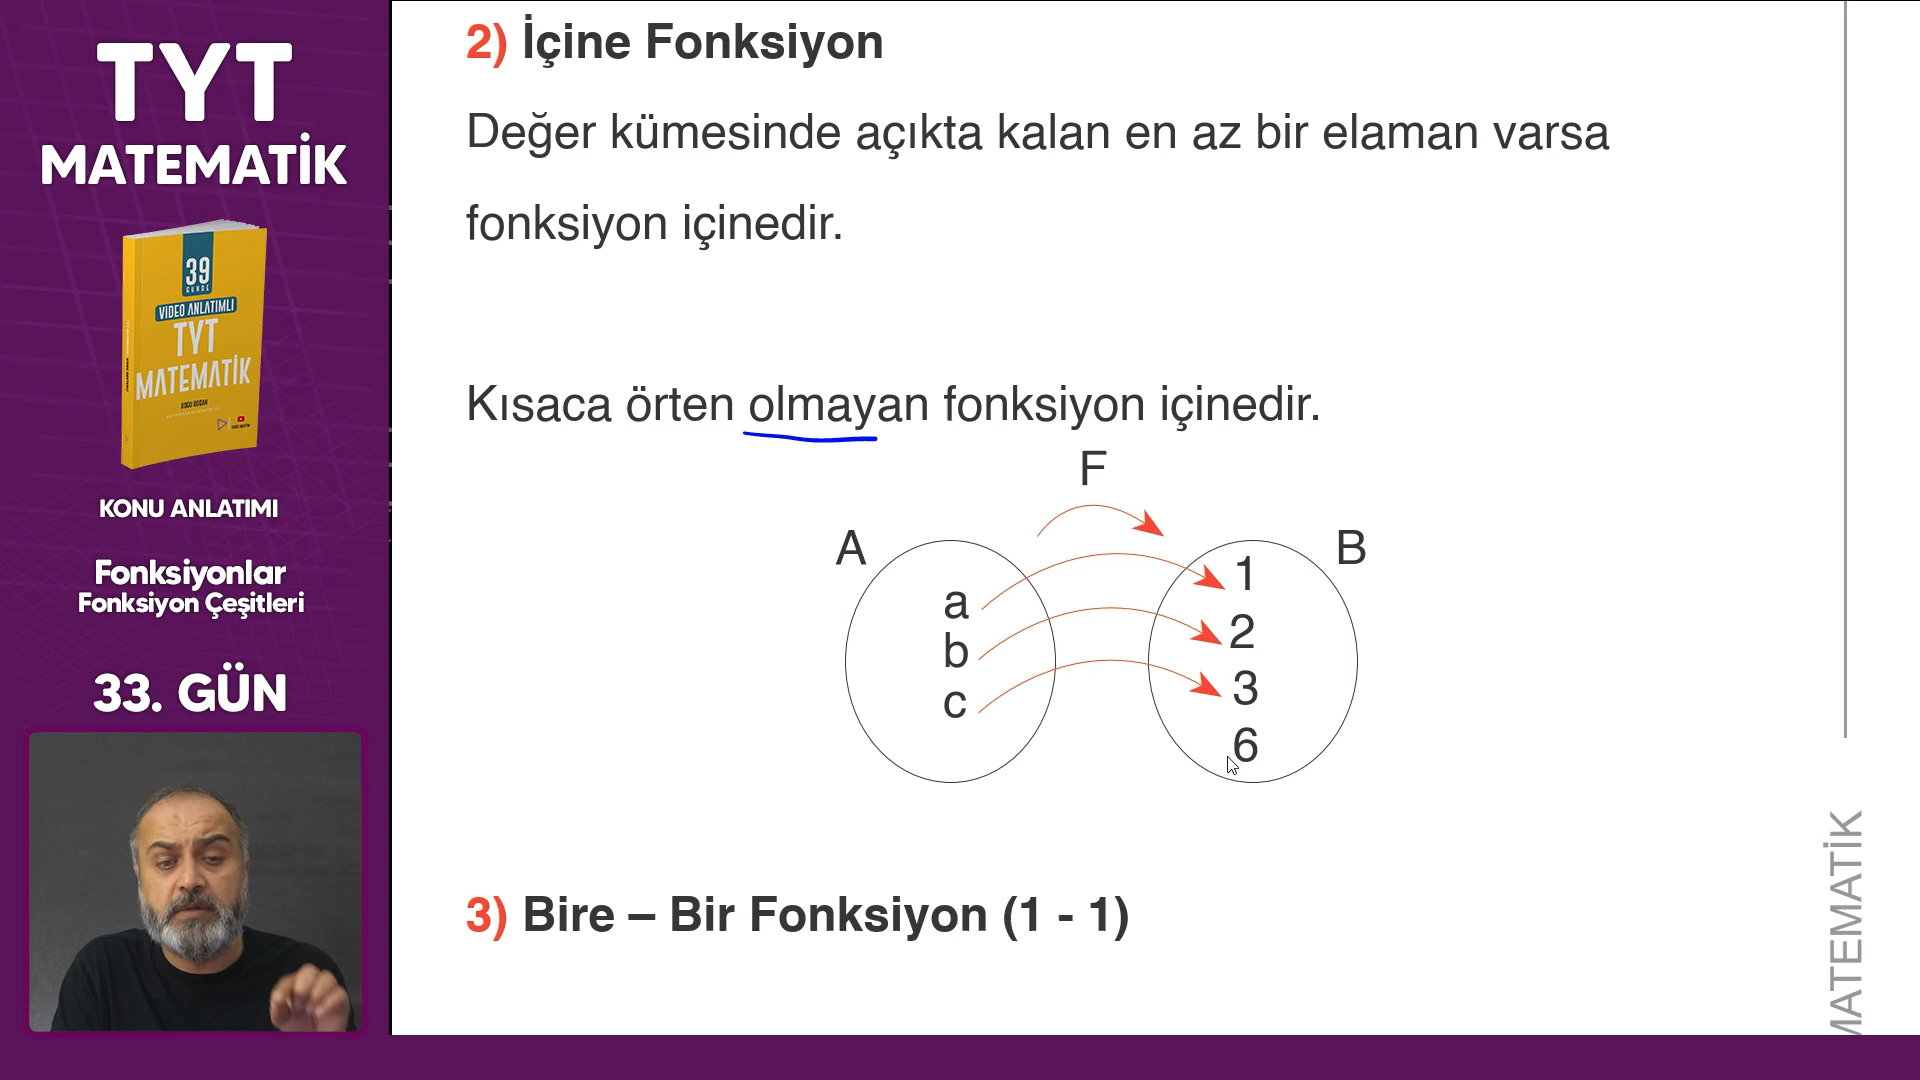 TYT
MATEMATİK
39
GÜNDE
VİDEO ANLATIMLI
TYT
MATEMATİK
KONU ANLATIMI
Fonksiyonlar
Fonksiyon Çeşitleri
33. GÜN
2) İçine Fonksiyon
Değer kümesinde açıkta kalan en az bir elaman varsa
fonksiyon içinedir.
Kısaca örten olmayan fonksiyon içinedir.
F
A
B
a
b
c
1
2
3
6
3) Bire – Bir Fonksiyon (1 - 1)
MATEMATİK